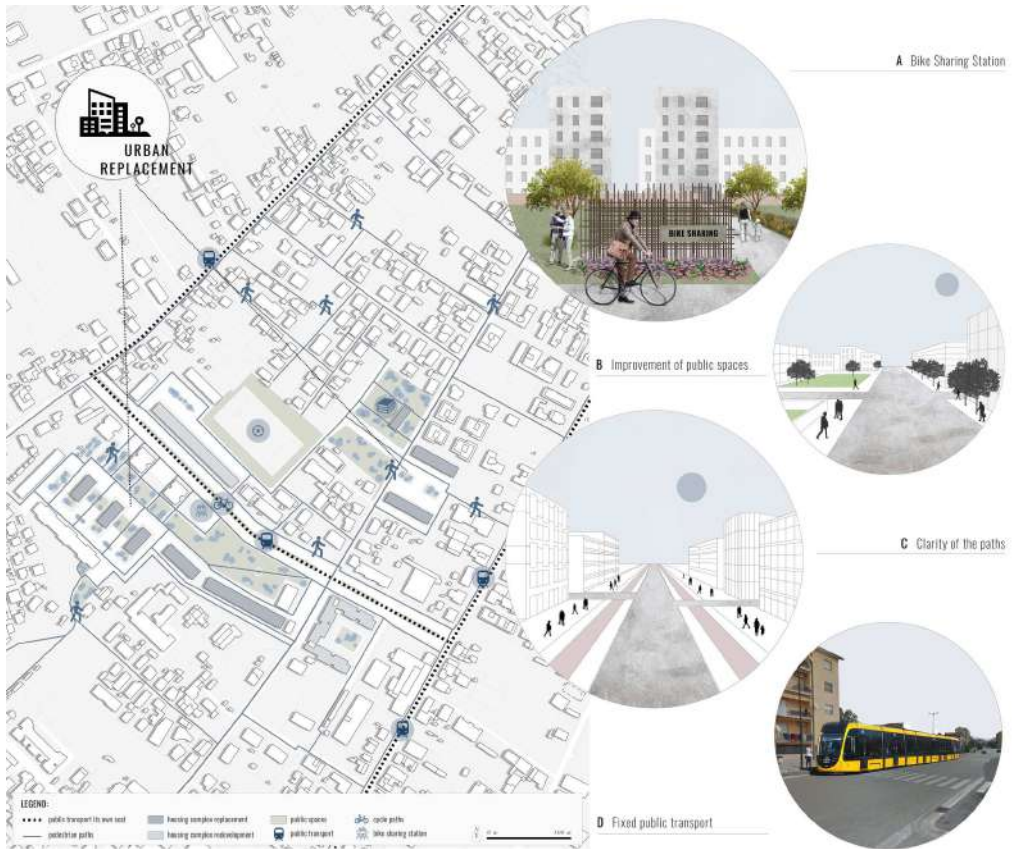 URBAN
REPLACEMENT
A Bike Sharing Station
BIKE SHARING
B Improvement of public spaces
C Clarity of the paths
D Fixed public transport
LEGEND:
public transport its own seat
pedestrian paths
housing complex replacement
housing complex redevelopment
public spaces
public transport
cycle paths
bike sharing station